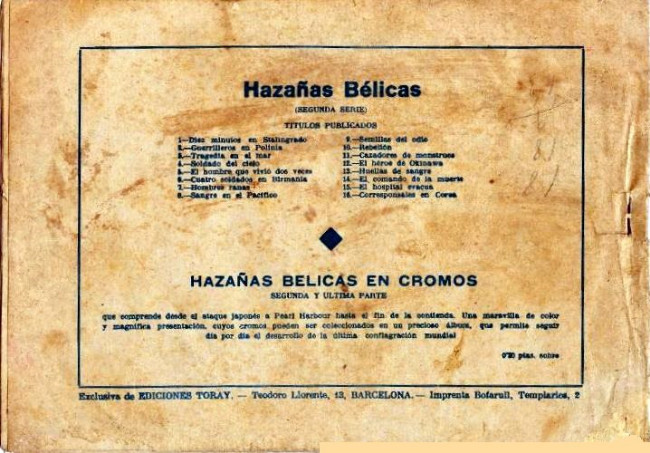 Hazañas Bélicas
(SEGUNDA SERIE)
TITULOS PUBLICADOS
1.—Diez minutos en Stalingrado
2.—Guerrilleros en Polinia
3.—Tragedia en el mar
4.—Soldado del cielo
5.—El hombre que vivió dos veces
6.—Cuatro soldados en Birmania
7.—Hombres ranas
8.—Sangre en el Pacífico
9.—Semillas del odio
10.—Rebelión
11.—Cazadores de monstruos
12.—El héroe de Okinawa
13.—Huellas de sangre
14.—El comando de la muerte
15.—El hospital evacua
16.—Corresponsales en Corea
HAZAÑAS BELICAS EN CROMOS
SEGUNDA Y ULTIMA PARTE
que comprende desde el ataque japonés a Pearl Harbour hasta el fin de la contienda. Una maravilla de color
y magnífica presentación, cuyos cromos pueden ser coleccionados en un precioso álbum, que permite seguir
día por día el desarrollo de la última conflagración mundial
ptas. sobre
Exclusiva de EDICIONES TORAY. — Teodoro Llorente, 13, BARCELONA. — Imprenta Bofarull, Templarios, 2